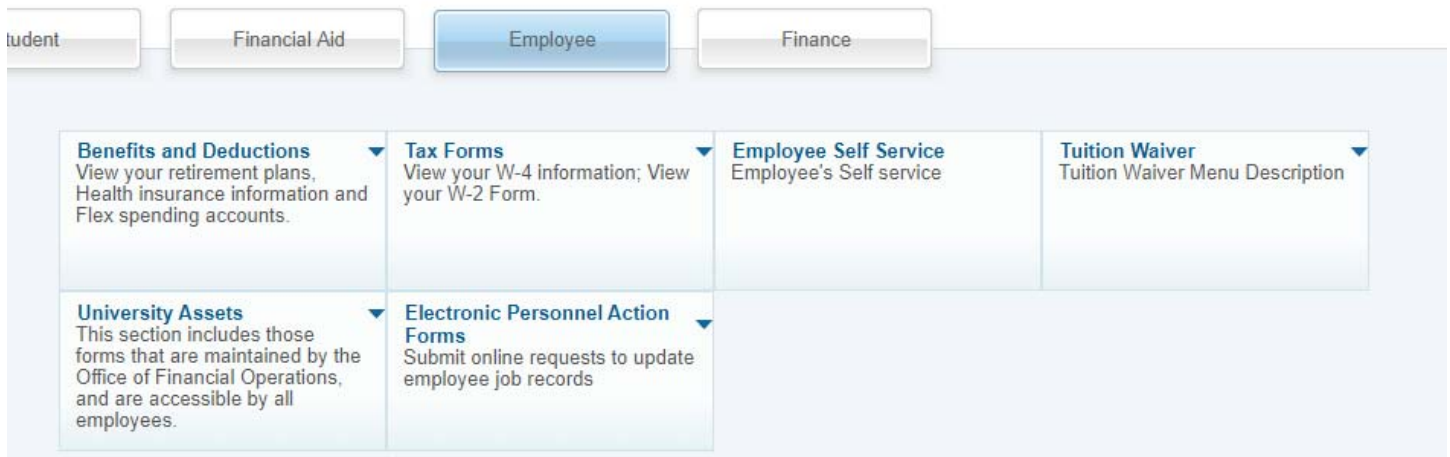 tudent
Financial Aid
Employee
Finance
Benefits and Deductions
View your retirement plans,
Health insurance information and
Flex spending accounts.
Tax Forms
View your W-4 information; View
your W-2 Form.
Employee Self Service
Employee's Self service
Tuition Waiver
Tuition Waiver Menu Description
University Assets
This section includes those
forms that are maintained by the
Office of Financial Operations,
and are accessible by all
employees.
Electronic Personnel Action
Forms
Submit online requests to update
employee job records